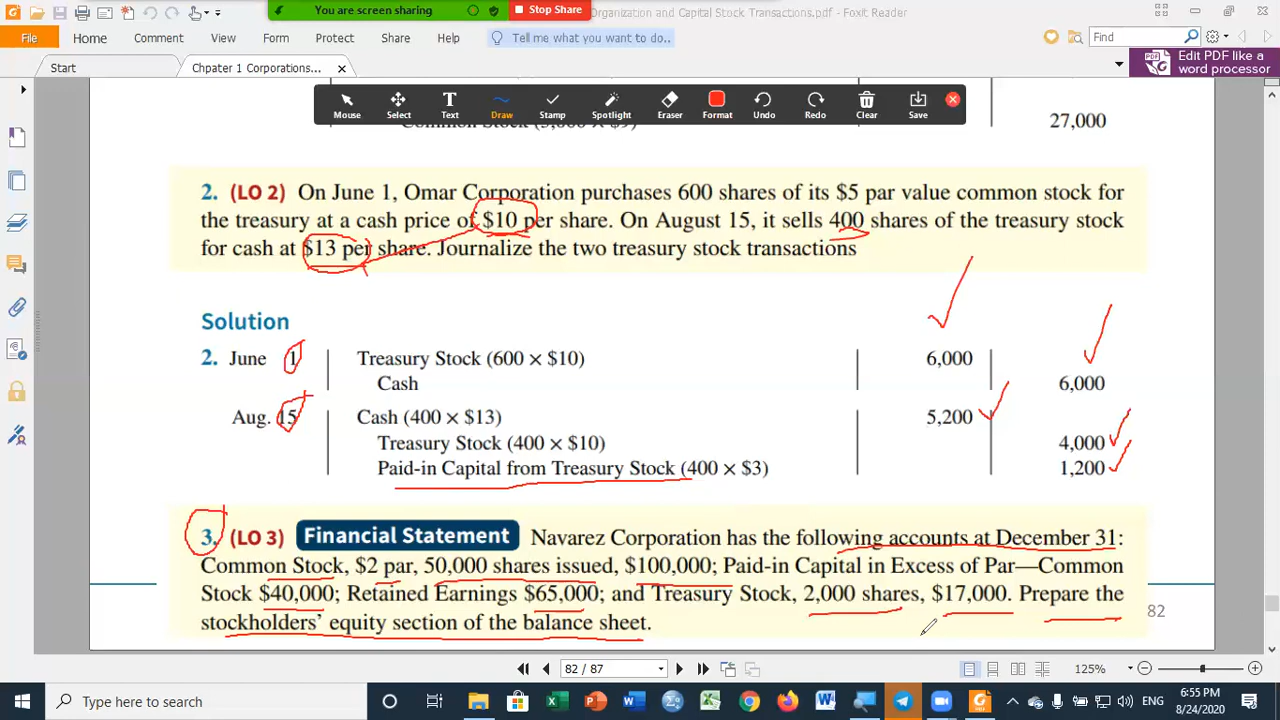 You are screen sharing
Stop Share
Organization and Capital Stock Transactions.pdf - Foxit Reader
File Home Comment View Form Protect Share Help Tell me what you want to do.. Find
Edit PDF like a
word processor
Start Chpater 1 Corporations...
Mouse Select Text Draw Stamp Spotlight Eraser Format Undo Redo Clear Save
27,000
2. (LO 2) On June 1, Omar Corporation purchases 600 shares of its $5 par value common stock for
the treasury at a cash price of $10 per share. On August 15, it sells 400 shares of the treasury stock
for cash at $13 per share. Journalize the two treasury stock transactions
Solution
2. June 1 Treasury Stock (600 × $10) 6,000
Cash 6,000
Aug. 15 Cash (400 × $13) 5,200
Treasury Stock (400 × $10) 4,000
Paid-in Capital from Treasury Stock (400 × $3) 1,200
3. (LO 3) Financial Statement Navarez Corporation has the following accounts at December 31:
Common Stock, $2 par, 50,000 shares issued, $100,000; Paid-in Capital in Excess of Par—Common
Stock $40,000; Retained Earnings $65,000; and Treasury Stock, 2,000 shares, $17,000. Prepare the
stockholders' equity section of the balance sheet.
82
82 / 87 125%
Type here to search ENG 6:55 PM
8/24/2020